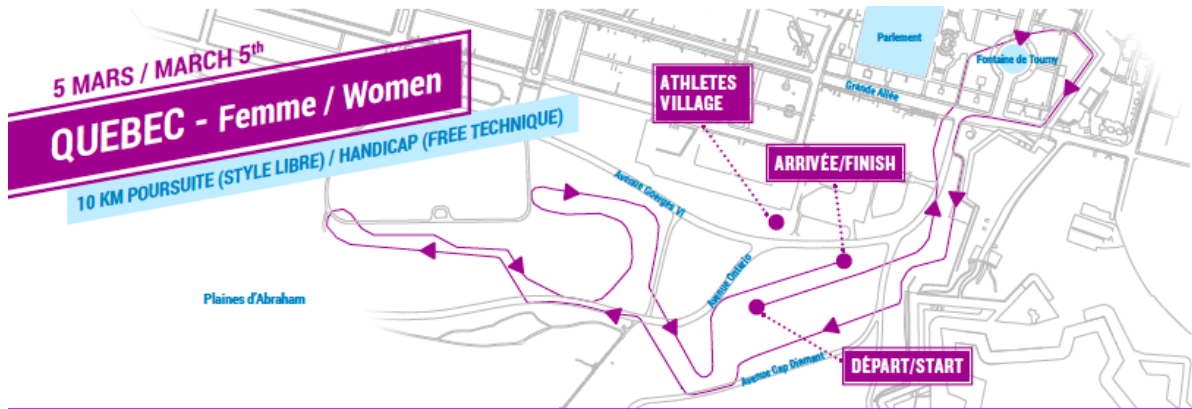 5 MARS / MARCH 5th
QUEBEC - Femme / Women
10 KM POURSUITE (STYLE LIBRE) / HANDICAP (FREE TECHNIQUE)
Parlement
Fontaine de Tourny
ATHLETES
VILLAGE
Grande Allée
ARRIVÉE/FINISH
Avenue Goerges VI
Avenue Ontario
Plaines d'Abraham
DÉPART/START
Avenue Cap Diamant